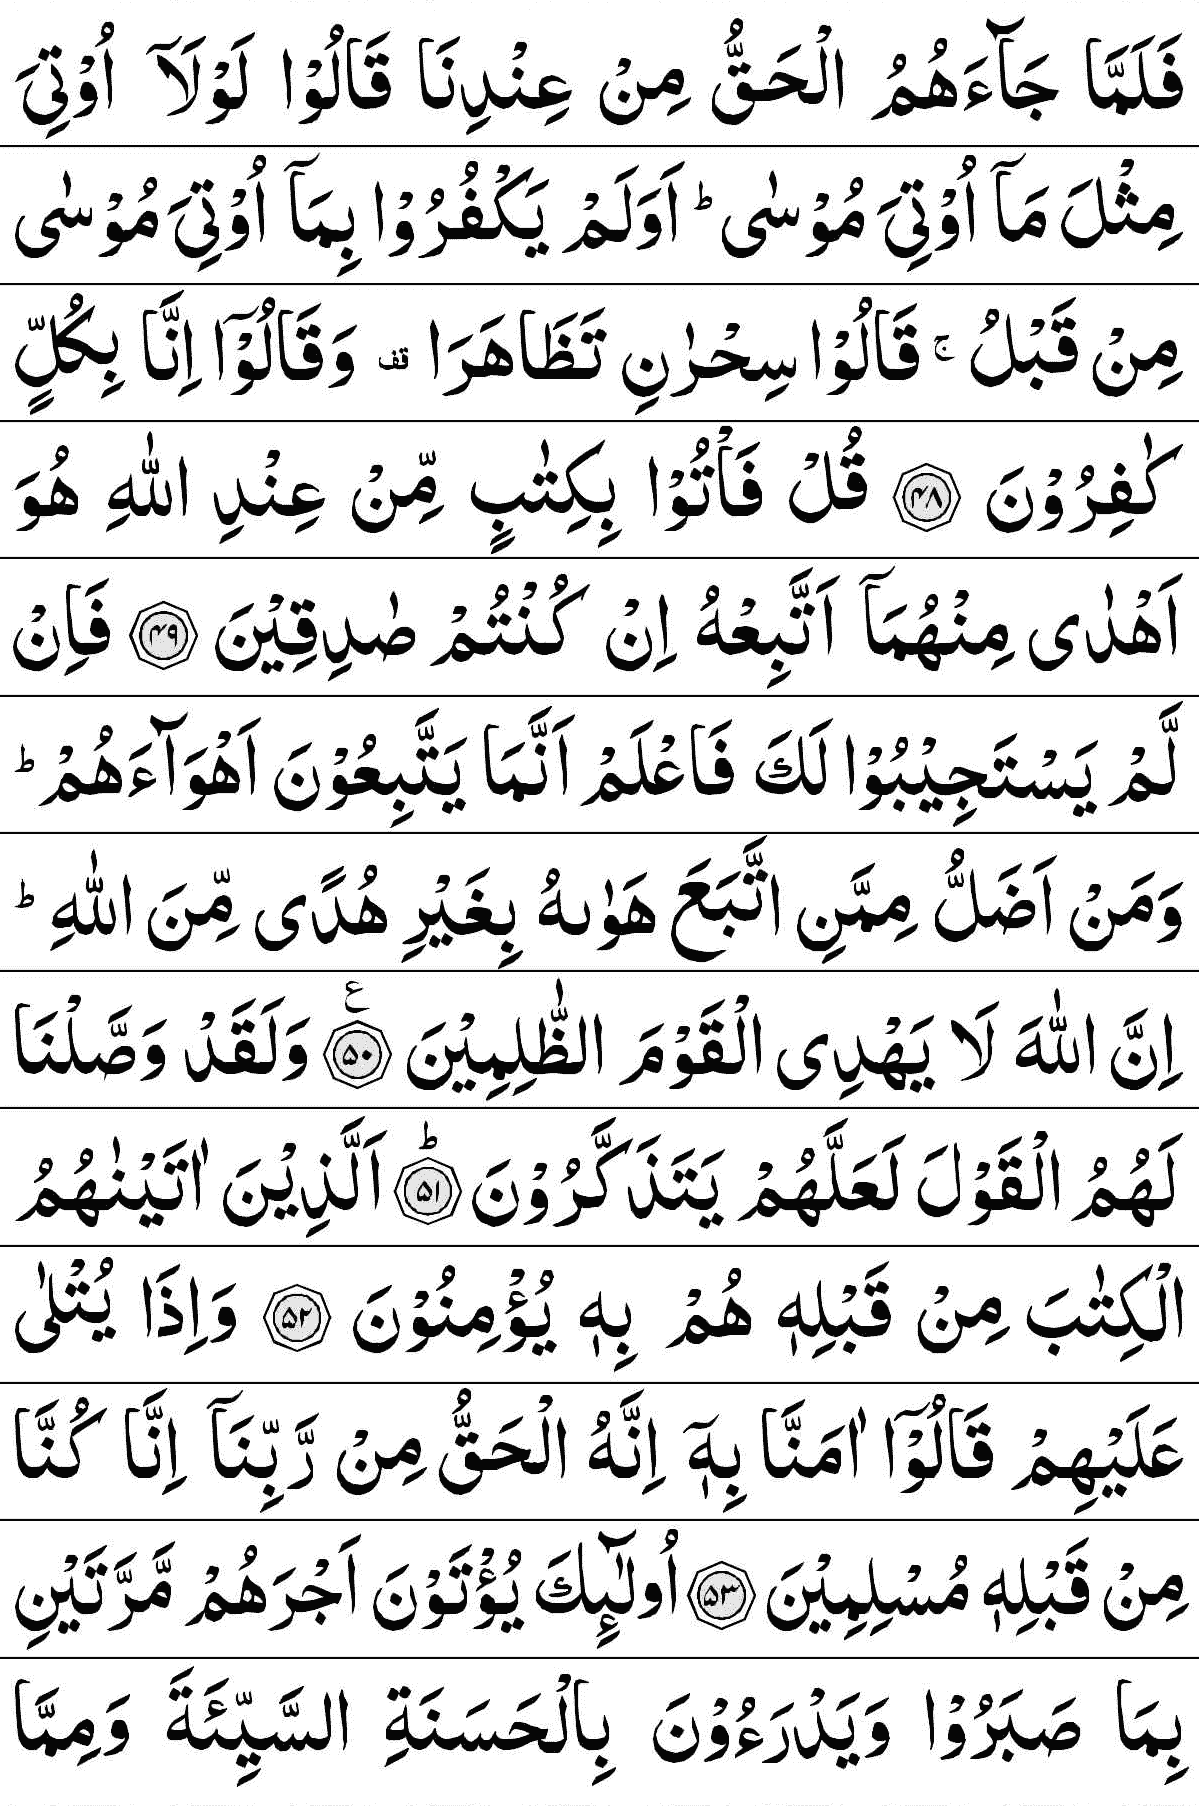 فَلَمَّا جَآءَهُمُ الْحَقُّ مِنْ عِنْدِنَا قَالُوْا لَوْلَاۤ اُوْتِیَ
مِثْلَ مَاۤ اُوْتِیَ مُوْسٰی ؕ اَوَلَمْ یَكْفُرُوْا بِمَاۤ اُوْتِیَ مُوْسٰی
مِنْ قَبْلُ ۚ قَالُوْا سِحْرٰنِ تَظَاهَرَا قف وَقَالُوْۤا اِنَّا بِكُلٍّ
كٰفِرُوْنَ ﴿۴۸﴾ قُلْ فَاْتُوْا بِكِتٰبٍ مِّنْ عِنْدِ اللّٰهِ هُوَ
اَهْدٰی مِنْهُمَاۤ اَتَّبِعْهُ اِنْ كُنْتُمْ صٰدِقِیْنَ ﴿۴۹﴾ فَاِنْ
لَّمْ یَسْتَجِیْبُوْا لَكَ فَاعْلَمْ اَنَّمَا یَتَّبِعُوْنَ اَهْوَآءَهُمْ ؕ
وَمَنْ اَضَلُّ مِمَّنِ اتَّبَعَ هَوٰىهُ بِغَیْرِ هُدًی مِّنَ اللّٰهِ ؕ
اِنَّ اللّٰهَ لَا یَهْدِی الْقَوْمَ الظّٰلِمِیْنَ ﴿۵۰﴾ ع وَلَقَدْ وَصَّلْنَا
لَهُمُ الْقَوْلَ لَعَلَّهُمْ یَتَذَكَّرُوْنَ ﴿۵۱﴾ ؕ اَلَّذِیْنَ اٰتَیْنٰهُمُ
الْكِتٰبَ مِنْ قَبْلِهٖ هُمْ بِهٖ یُؤْمِنُوْنَ ﴿۵۲﴾ وَاِذَا یُتْلٰی
عَلَیْهِمْ قَالُوْۤا اٰمَنَّا بِهٖۤ اِنَّهُ الْحَقُّ مِنْ رَّبِّنَاۤ اِنَّا كُنَّا
مِنْ قَبْلِهٖ مُسْلِمِیْنَ ﴿۵۳﴾ اُولٰٓىِٕكَ یُؤْتَوْنَ اَجْرَهُمْ مَّرَّتَیْنِ
بِمَا صَبَرُوْا وَیَدْرَءُوْنَ بِالْحَسَنَةِ السَّیِّئَةَ وَمِمَّا